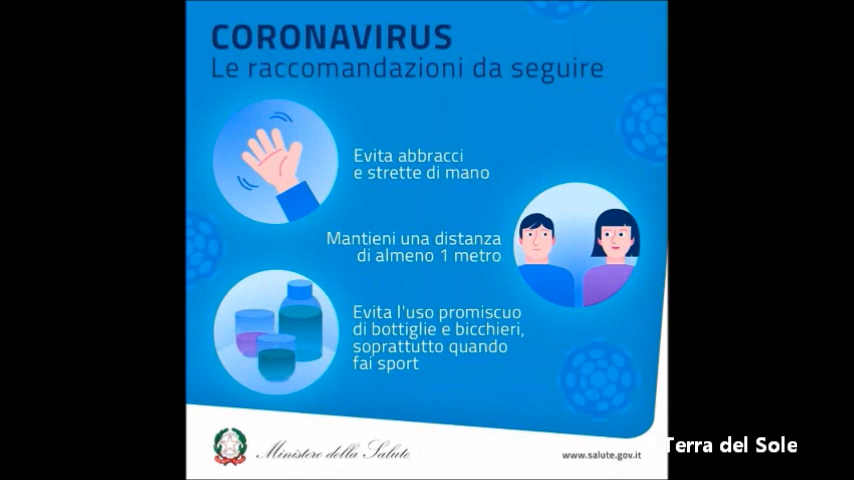 CORONAVIRUS
Le raccomandazioni da seguire
Evita abbracci
e strette di mano
Mantieni una distanza
di almeno 1 metro
Evita l'uso promiscuo
di bottiglie e bicchieri,
soprattutto quando
fai sport
Ministero della Salute
www.salute.gov.it
Terra del Sole